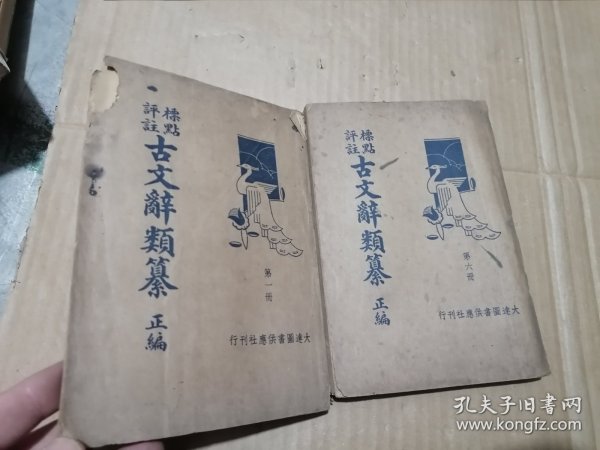 標點
評註
古文辭類纂 正編
第一冊
大達圖書供應社刊行
標點
評註
古文辭類纂 正編
第六冊
大達圖書供應社刊行
孔夫子旧书网
www.kongfz.com